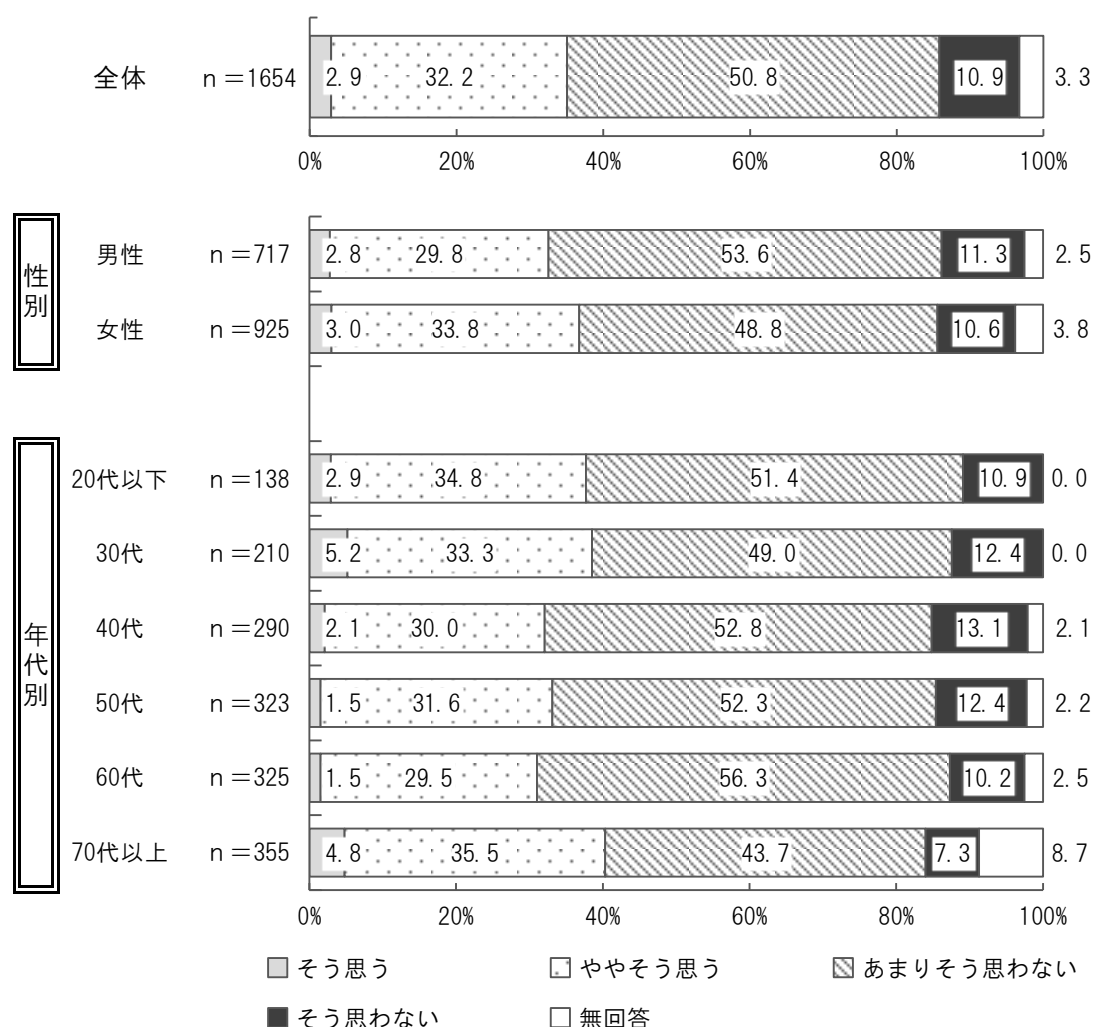 全体 n=1654 2.9 32.2 50.8 10.9 3.3
0% 20% 40% 60% 80% 100%
性別
男性 n=717 2.8 29.8 53.6 11.3 2.5
女性 n=925 3.0 33.8 48.8 10.6 3.8
年代別
20代以下 n=138 2.9 34.8 51.4 10.9 0.0
30代 n=210 5.2 33.3 49.0 12.4 0.0
40代 n=290 2.1 30.0 52.8 13.1 2.1
50代 n=323 1.5 31.6 52.3 12.4 2.2
60代 n=325 1.5 29.5 56.3 10.2 2.5
70代以上 n=355 4.8 35.5 43.7 7.3 8.7
0% 20% 40% 60% 80% 100%
そう思う ややそう思う あまりそう思わない
そう思わない 無回答